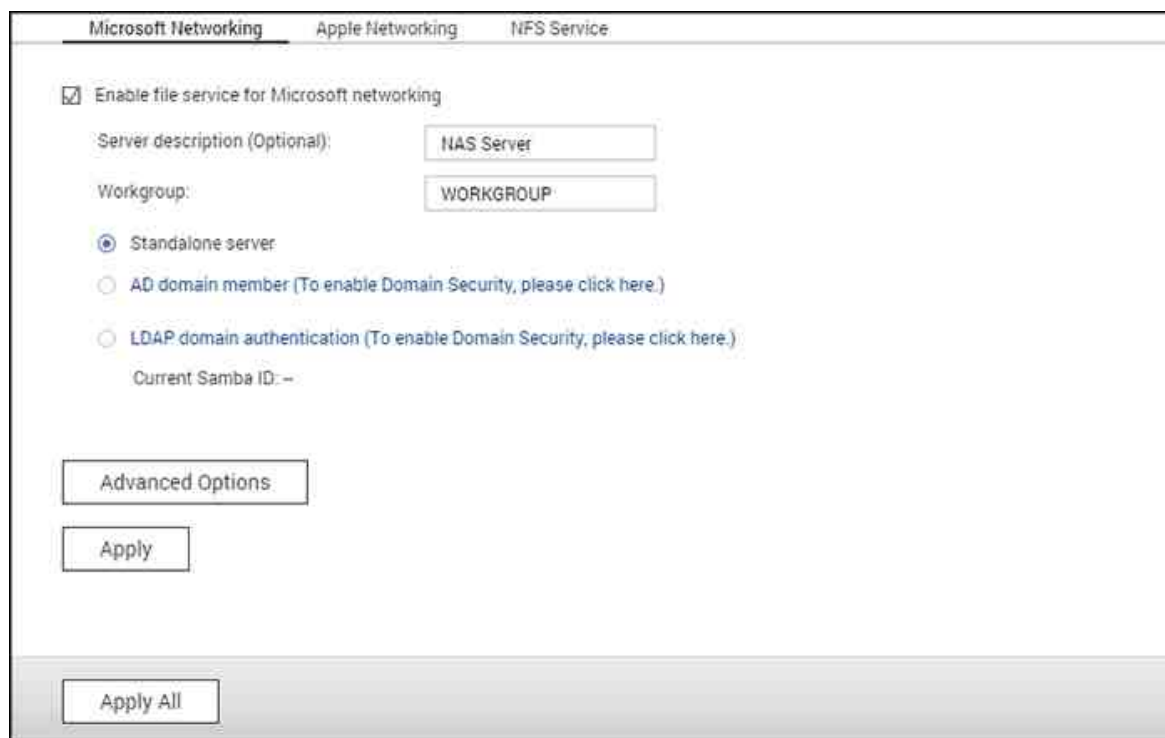 Microsoft Networking Apple Networking NFS Service
Enable file service for Microsoft networking
Server description (Optional): NAS Server
Workgroup: WORKGROUP
Standalone server
AD domain member (To enable Domain Security, please click here.)
LDAP domain authentication (To enable Domain Security, please click here.)
Current Samba ID: --
Advanced Options
Apply
Apply All